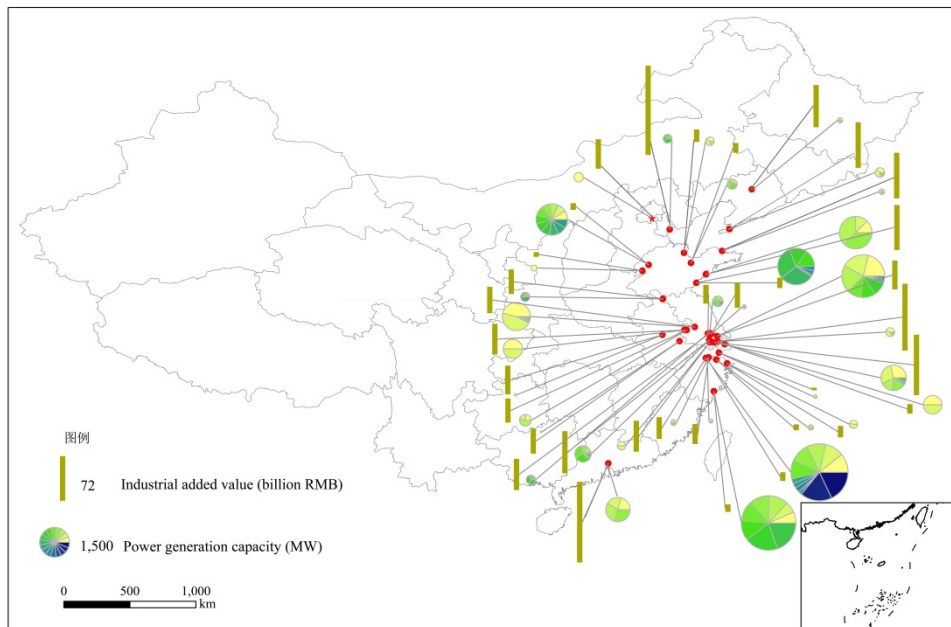 图例
72 Industrial added value (billion RMB)
1,500 Power generation capacity (MW)
0 500 1,000
km